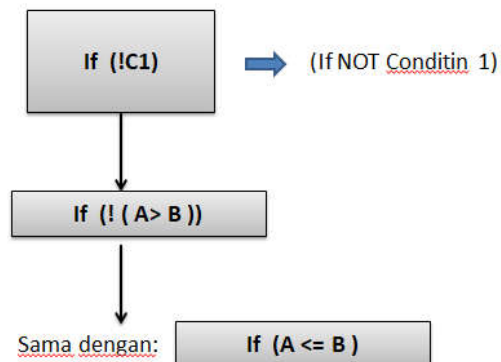 If (!C1)
(If NOT Conditin 1)
If (! ( A> B ))
Sama dengan:
If (A <= B )